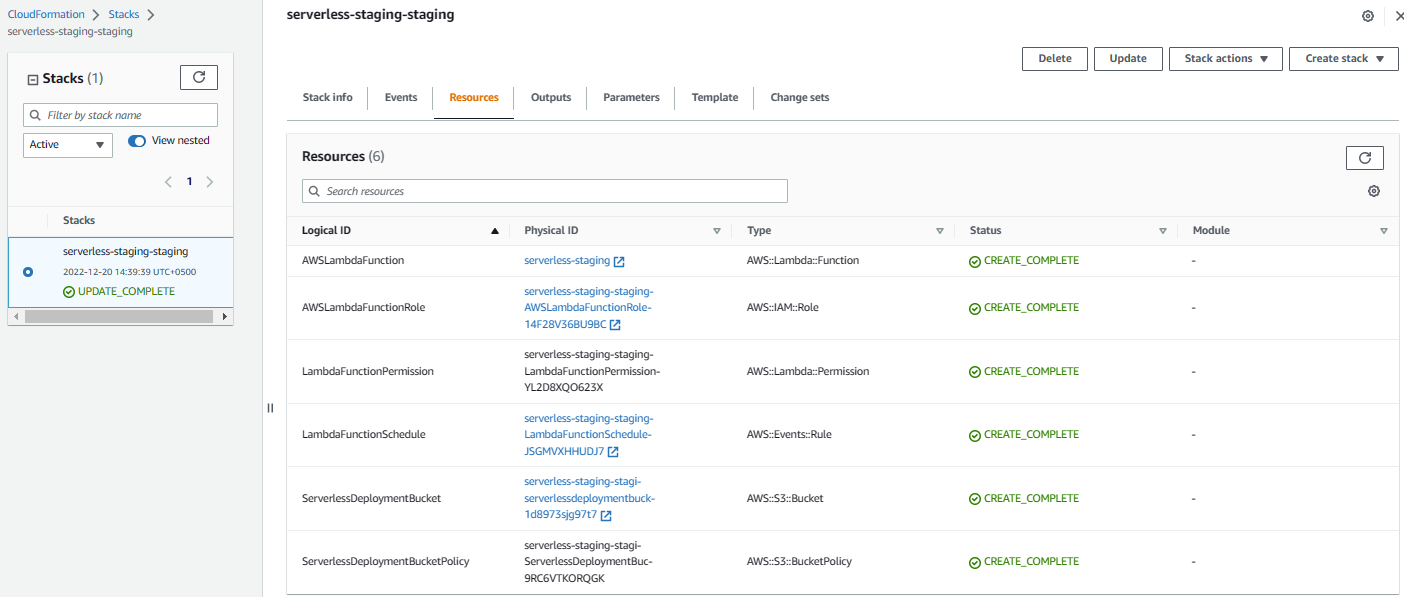 CloudFormation > Stacks >
serverless-staging-staging
Stacks (1)
Filter by stack name
Active
View nested
1
Stacks
serverless-staging-staging
2022-12-20 14:39:39 UTC+0500
UPDATE_COMPLETE
serverless-staging-staging
Delete Update Stack actions Create stack
Stack info Events Resources Outputs Parameters Template Change sets
Resources (6)
Search resources
Logical ID Physical ID Type Status Module
AWSLambdaFunction serverless-staging AWS::Lambda::Function CREATE_COMPLETE -
serverless-staging-staging-
AWSLambdaFunctionRole AWSLambdaFunctionRole- AWS::IAM::Role CREATE_COMPLETE -
14F28V36BU9BC
serverless-staging-staging-
LambdaFunctionPermission LambdaFunctionPermission- AWS::Lambda::Permission CREATE_COMPLETE -
YL2D8XQO623X
serverless-staging-staging-
LambdaFunctionSchedule LambdaFunctionSchedule- AWS::Events::Rule CREATE_COMPLETE -
JSGMVXHHUDJ7
serverless-staging-stagi-
ServerlessDeploymentBucket serverlessdeploymentbuck- AWS::S3::Bucket CREATE_COMPLETE -
1d8973sjg97t7
serverless-staging-stagi-
ServerlessDeploymentBucketPolicy ServerlessDeploymentBuc- AWS::S3::BucketPolicy CREATE_COMPLETE -
9RC6VTKORQGK